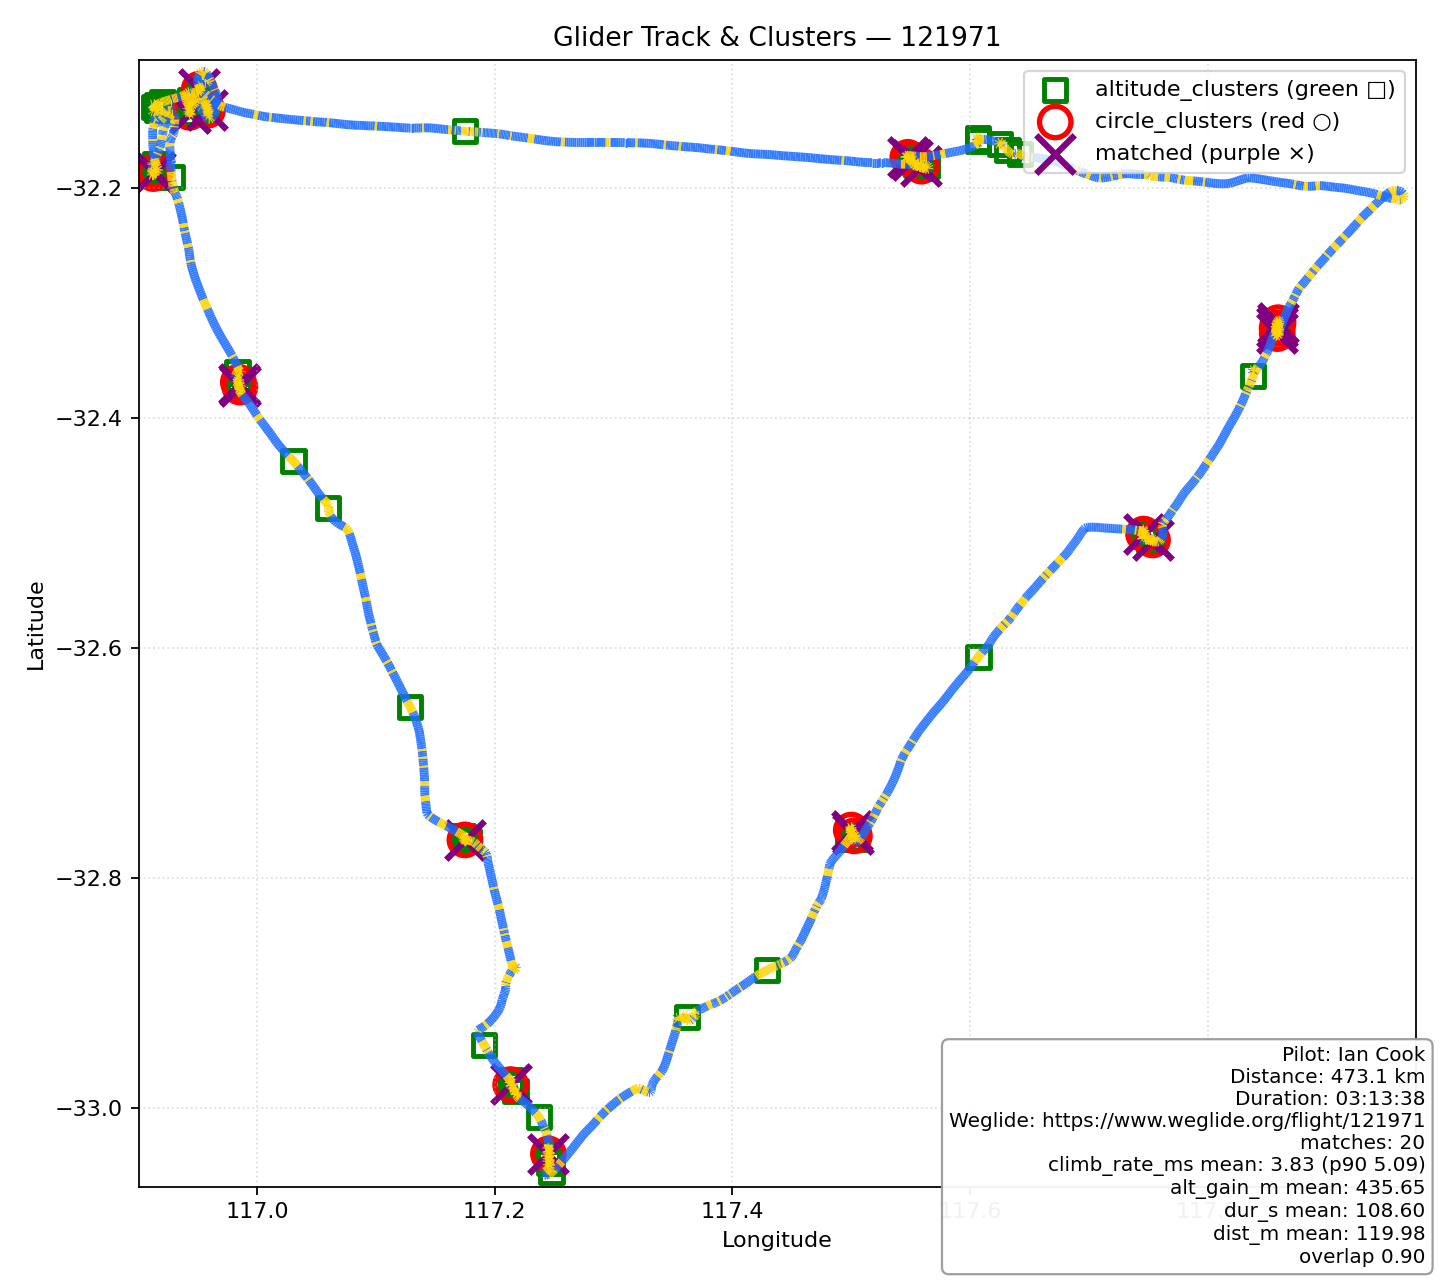 Glider Track & Clusters — 121971
altitude_clusters (green □)
circle_clusters (red ○)
matched (purple ×)
Latitude
−32.2
−32.4
−32.6
−32.8
−33.0
117.0
117.2
117.4
117.6
Longitude
Pilot: Ian Cook
Distance: 473.1 km
Duration: 03:13:38
Weglide: https://www.weglide.org/flight/121971
matches: 20
climb_rate_ms mean: 3.83 (p90 5.09)
alt_gain_m mean: 435.65
dur_s mean: 108.60
dist_m mean: 119.98
overlap 0.90